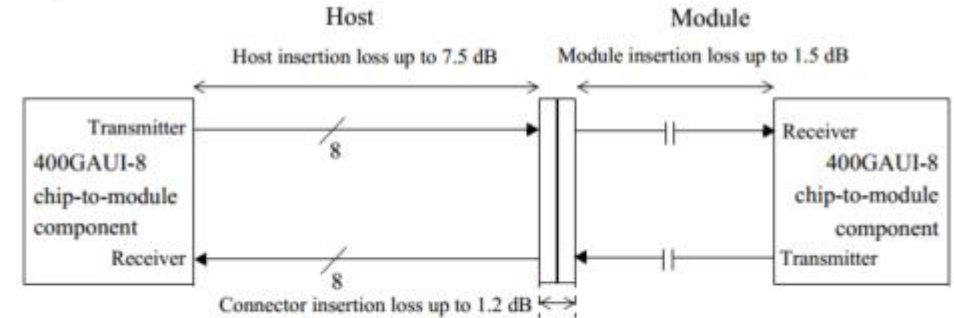 Host
Module
Host insertion loss up to 7.5 dB
Module insertion loss up to 1.5 dB
Transmitter
8
Receiver
400GAUI-8
chip-to-module
component
400GAUI-8
chip-to-module
component
Receiver
8
Transmitter
Connector insertion loss up to 1.2 dB